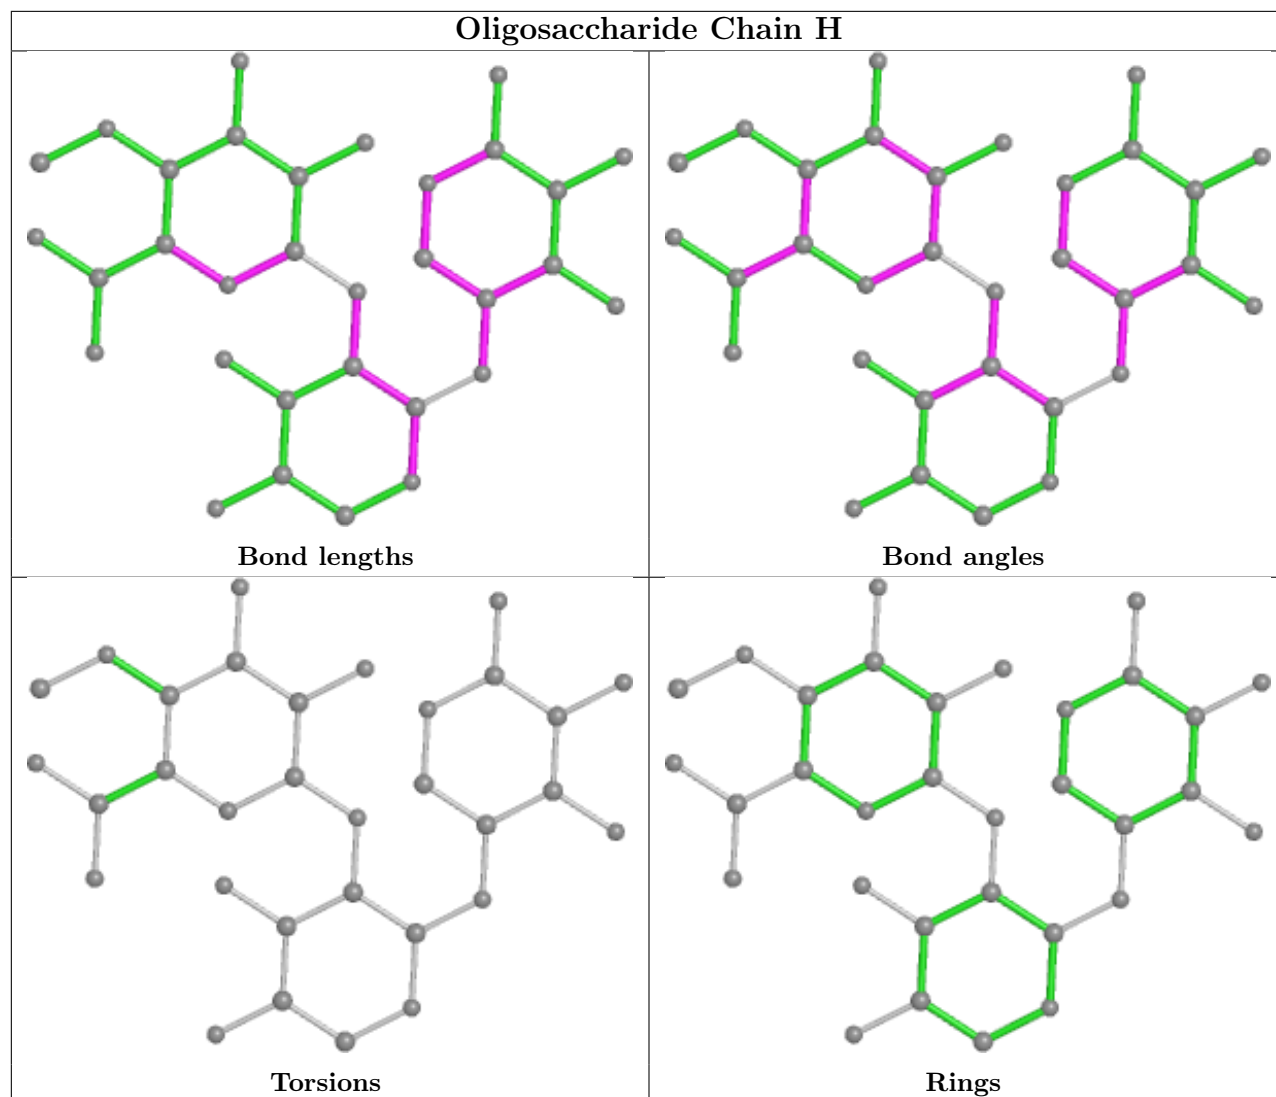 Oligosaccharide Chain H
Bond lengths
Bond angles
Torsions
Rings